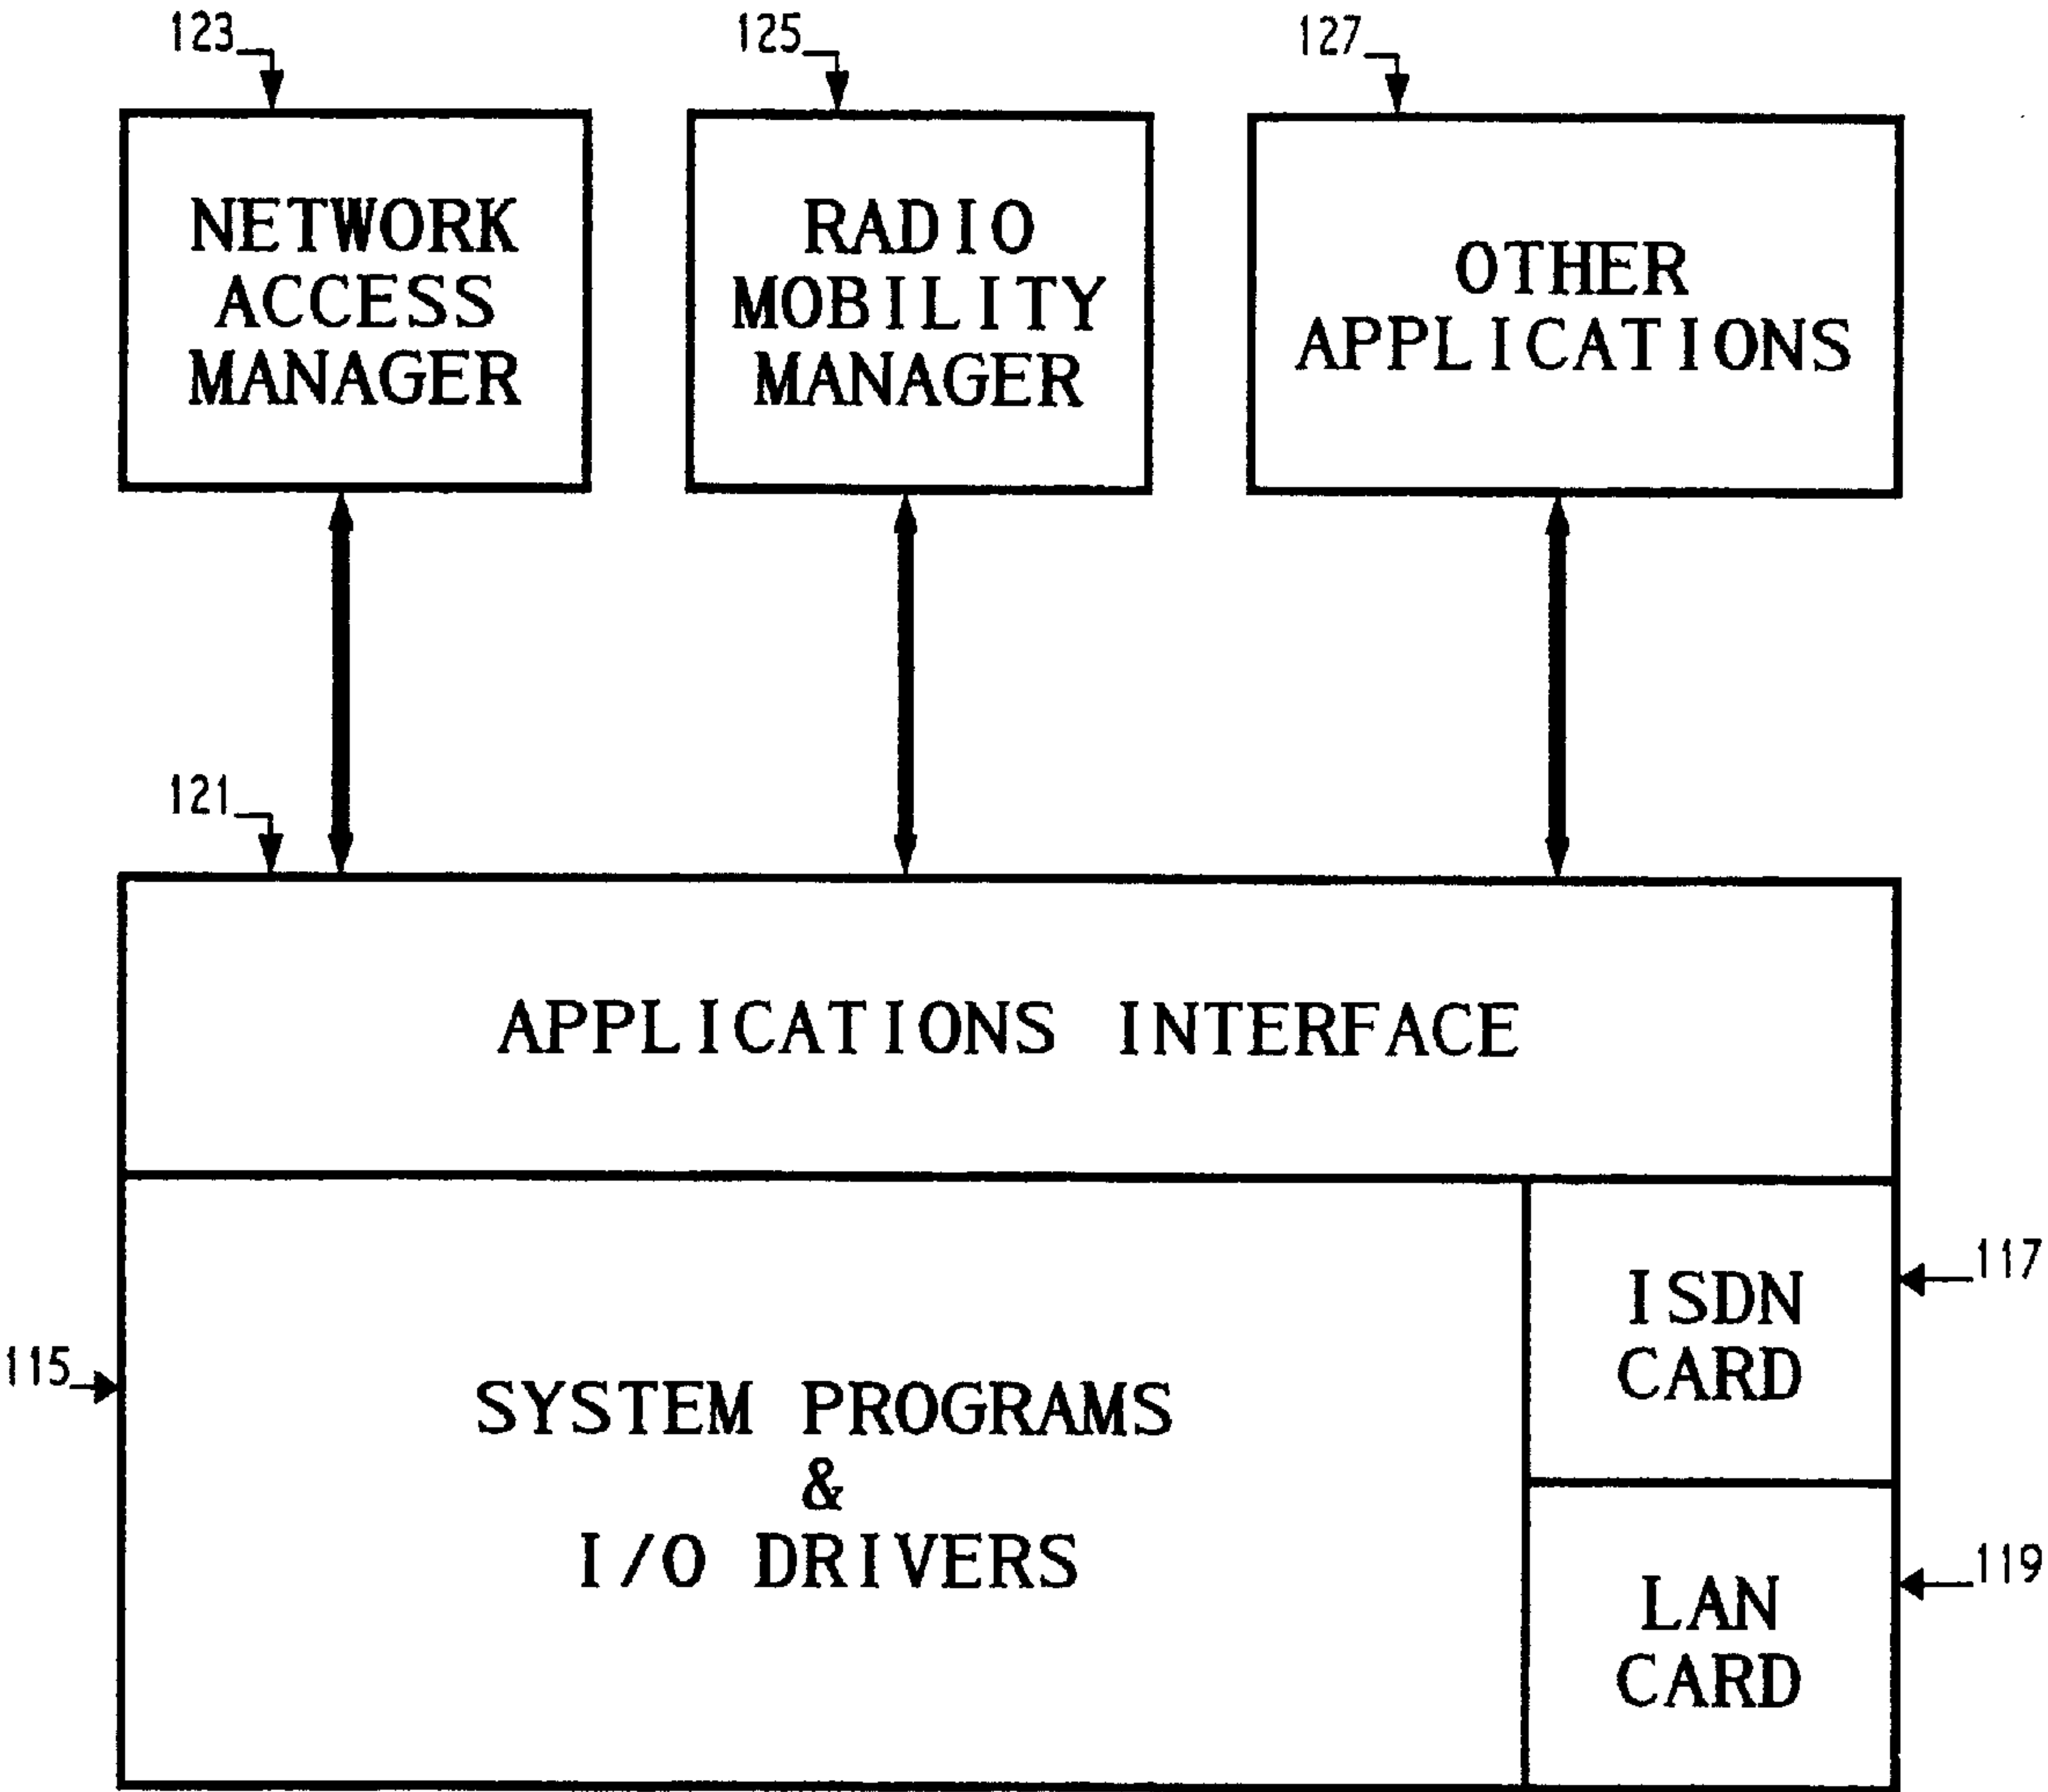 123
125
127
NETWORK
ACCESS
MANAGER
RADIO
MOBILITY
MANAGER
OTHER
APPLICATIONS
121
APPLICATIONS INTERFACE
115
SYSTEM PROGRAMS
&
I/O DRIVERS
ISDN
CARD
117
LAN
CARD
119